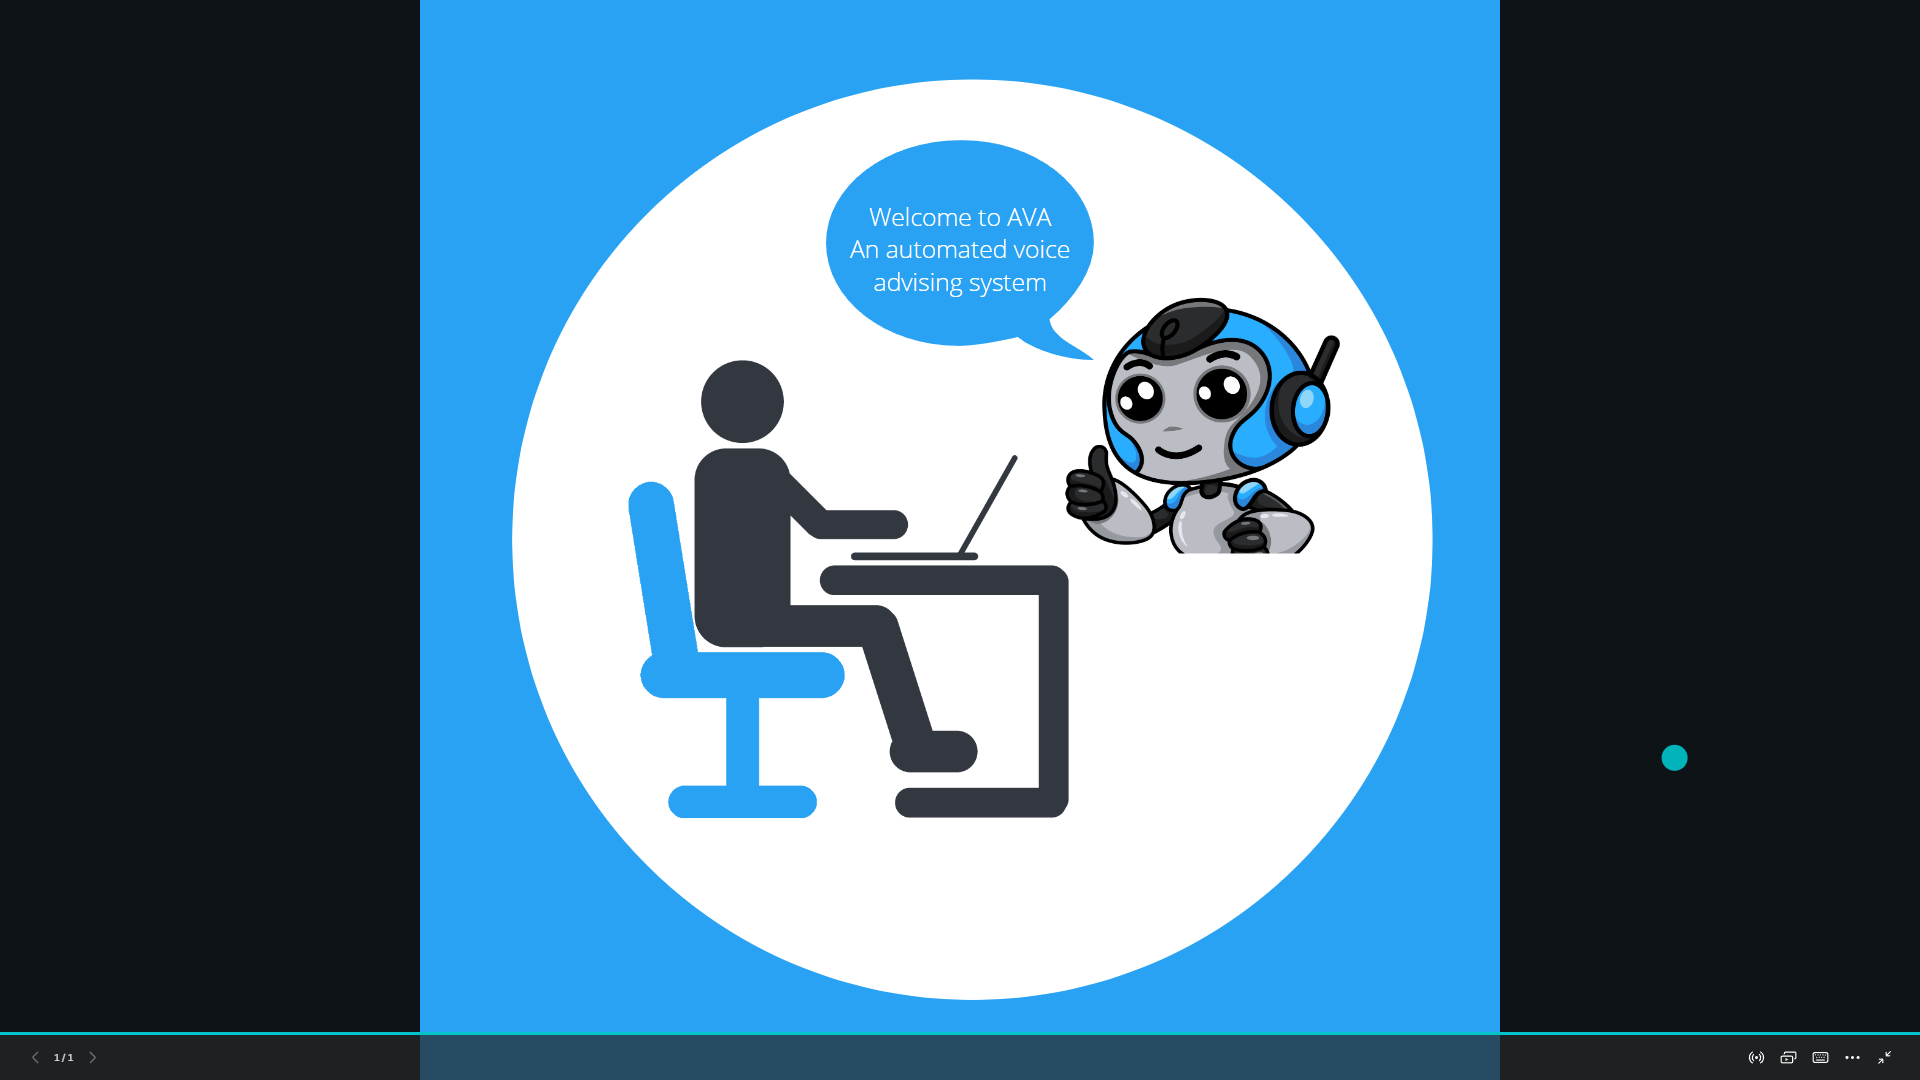 Welcome to AVA
An automated voice
advising system
1/1